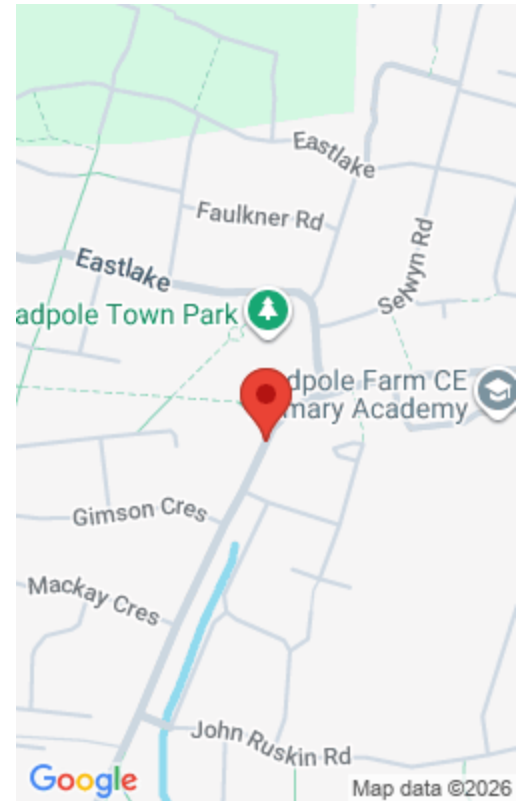 Eastlake
Faulkner Rd
Selwyn Rd
Eastlake
adpole Town Park
dpole Farm CE
mary Academy
Gimson Cres
Mackay Cres
John Ruskin Rd
Google
Map data ©2026